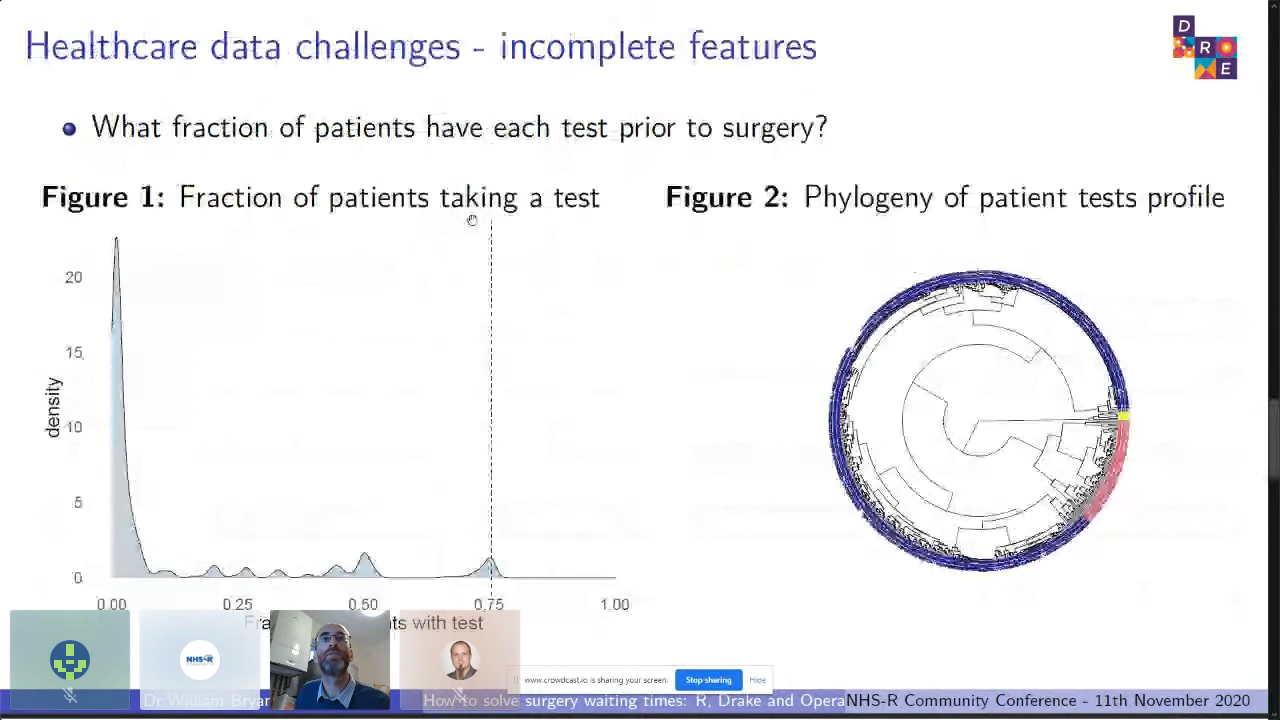 Healthcare data challenges - incomplete features
D
R
E
What fraction of patients have each test prior to surgery?
Figure 1: Fraction of patients taking a test
Figure 2: Phylogeny of patient tests profile
20
15
10
5
0
density
0.00 0.25 0.50 0.75 1.00
Fra ts with test
NHS-R
COMMUNITY
www.crowdcast.io is sharing your screen.
Stop sharing
Hide
Dr William Bryan
How to solve surgery waiting times: R, Drake and Opera
NHS-R Community Conference - 11th November 2020